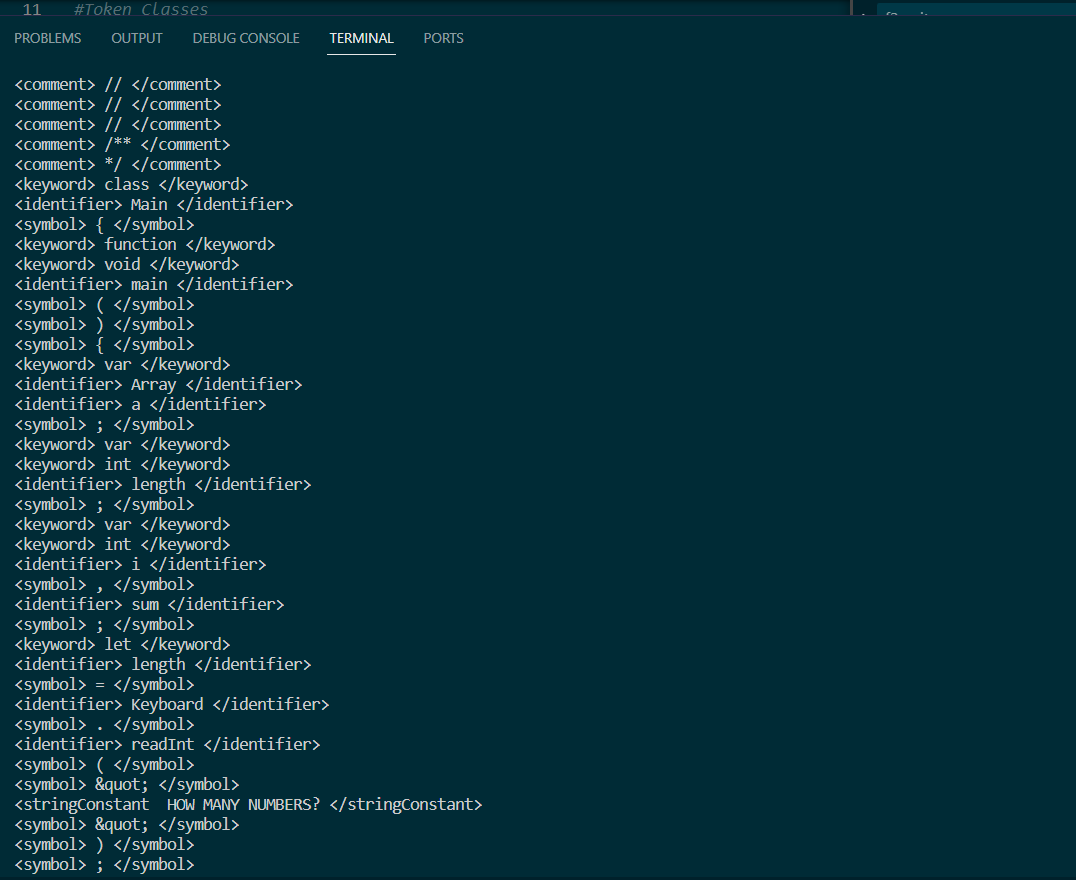 11 #Token Classes
PROBLEMS OUTPUT DEBUG CONSOLE TERMINAL PORTS
<comment> // </comment>
<comment> // </comment>
<comment> // </comment>
<comment> /** </comment>
<comment> */ </comment>
<keyword> class </keyword>
<identifier> Main </identifier>
<symbol> { </symbol>
<keyword> function </keyword>
<keyword> void </keyword>
<identifier> main </identifier>
<symbol> ( </symbol>
<symbol> ) </symbol>
<symbol> { </symbol>
<keyword> var </keyword>
<identifier> Array </identifier>
<identifier> a </identifier>
<symbol> ; </symbol>
<keyword> var </keyword>
<keyword> int </keyword>
<identifier> length </identifier>
<symbol> ; </symbol>
<keyword> var </keyword>
<keyword> int </keyword>
<identifier> i </identifier>
<symbol> , </symbol>
<identifier> sum </identifier>
<symbol> ; </symbol>
<keyword> let </keyword>
<identifier> length </identifier>
<symbol> = </symbol>
<identifier> Keyboard </identifier>
<symbol> . </symbol>
<identifier> readInt </identifier>
<symbol> ( </symbol>
<symbol> &quot; </symbol>
<stringConstant  HOW MANY NUMBERS? </stringConstant>
<symbol> &quot; </symbol>
<symbol> ) </symbol>
<symbol> ; </symbol>